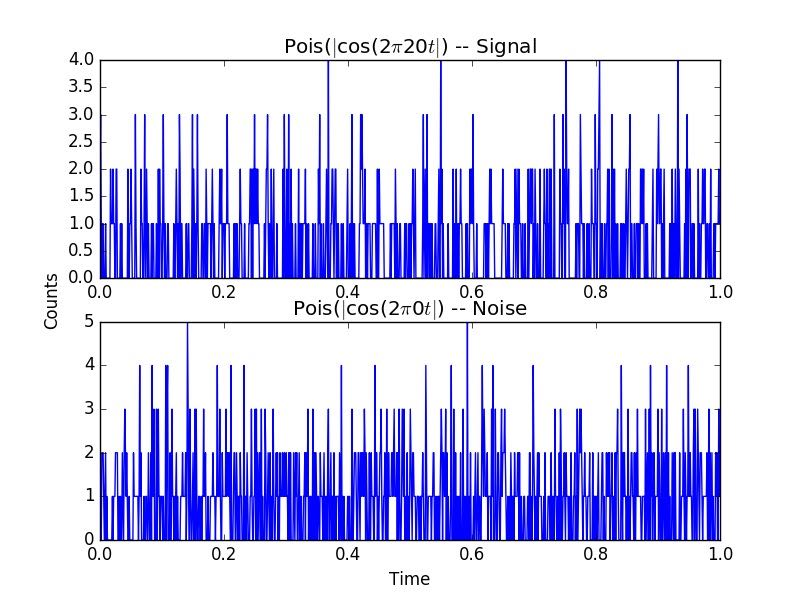 Pois(|cos(2π20t|) -- Signal
4.0
3.5
3.0
2.5
2.0
1.5
1.0
0.5
0.0
0.0 0.2 0.4 0.6 0.8 1.0
Counts
Pois(|cos(2π0t|) -- Noise
5
4
3
2
1
0
0.0 0.2 0.4 0.6 0.8 1.0
Time